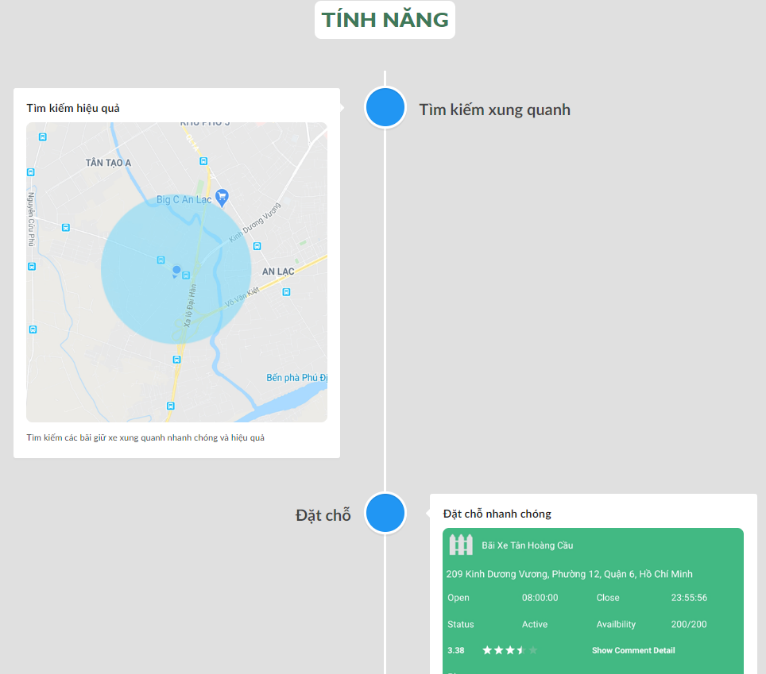 TÍNH NĂNG
Tìm kiếm hiệu quả
Tìm kiếm xung quanh
KHU PHỐ 5
TÂN TẠO A
Nguyễn Cửu Phú
Big C An Lạc
Kinh Dương Vương
AN LẠC
Võ Văn Kiệt
Xa lộ Đại Hàn
Bến phà Phú Đị
Tìm kiếm các bãi giữ xe xung quanh nhanh chóng và hiệu quả
Đặt chỗ
Đặt chỗ nhanh chóng
Bãi Xe Tân Hoàng Cầu
209 Kinh Dương Vương, Phường 12, Quận 6, Hồ Chí Minh
Open 08:00:00 Close 23:55:56
Status Active Availbility 200/200
3.38 Show Comment Detail